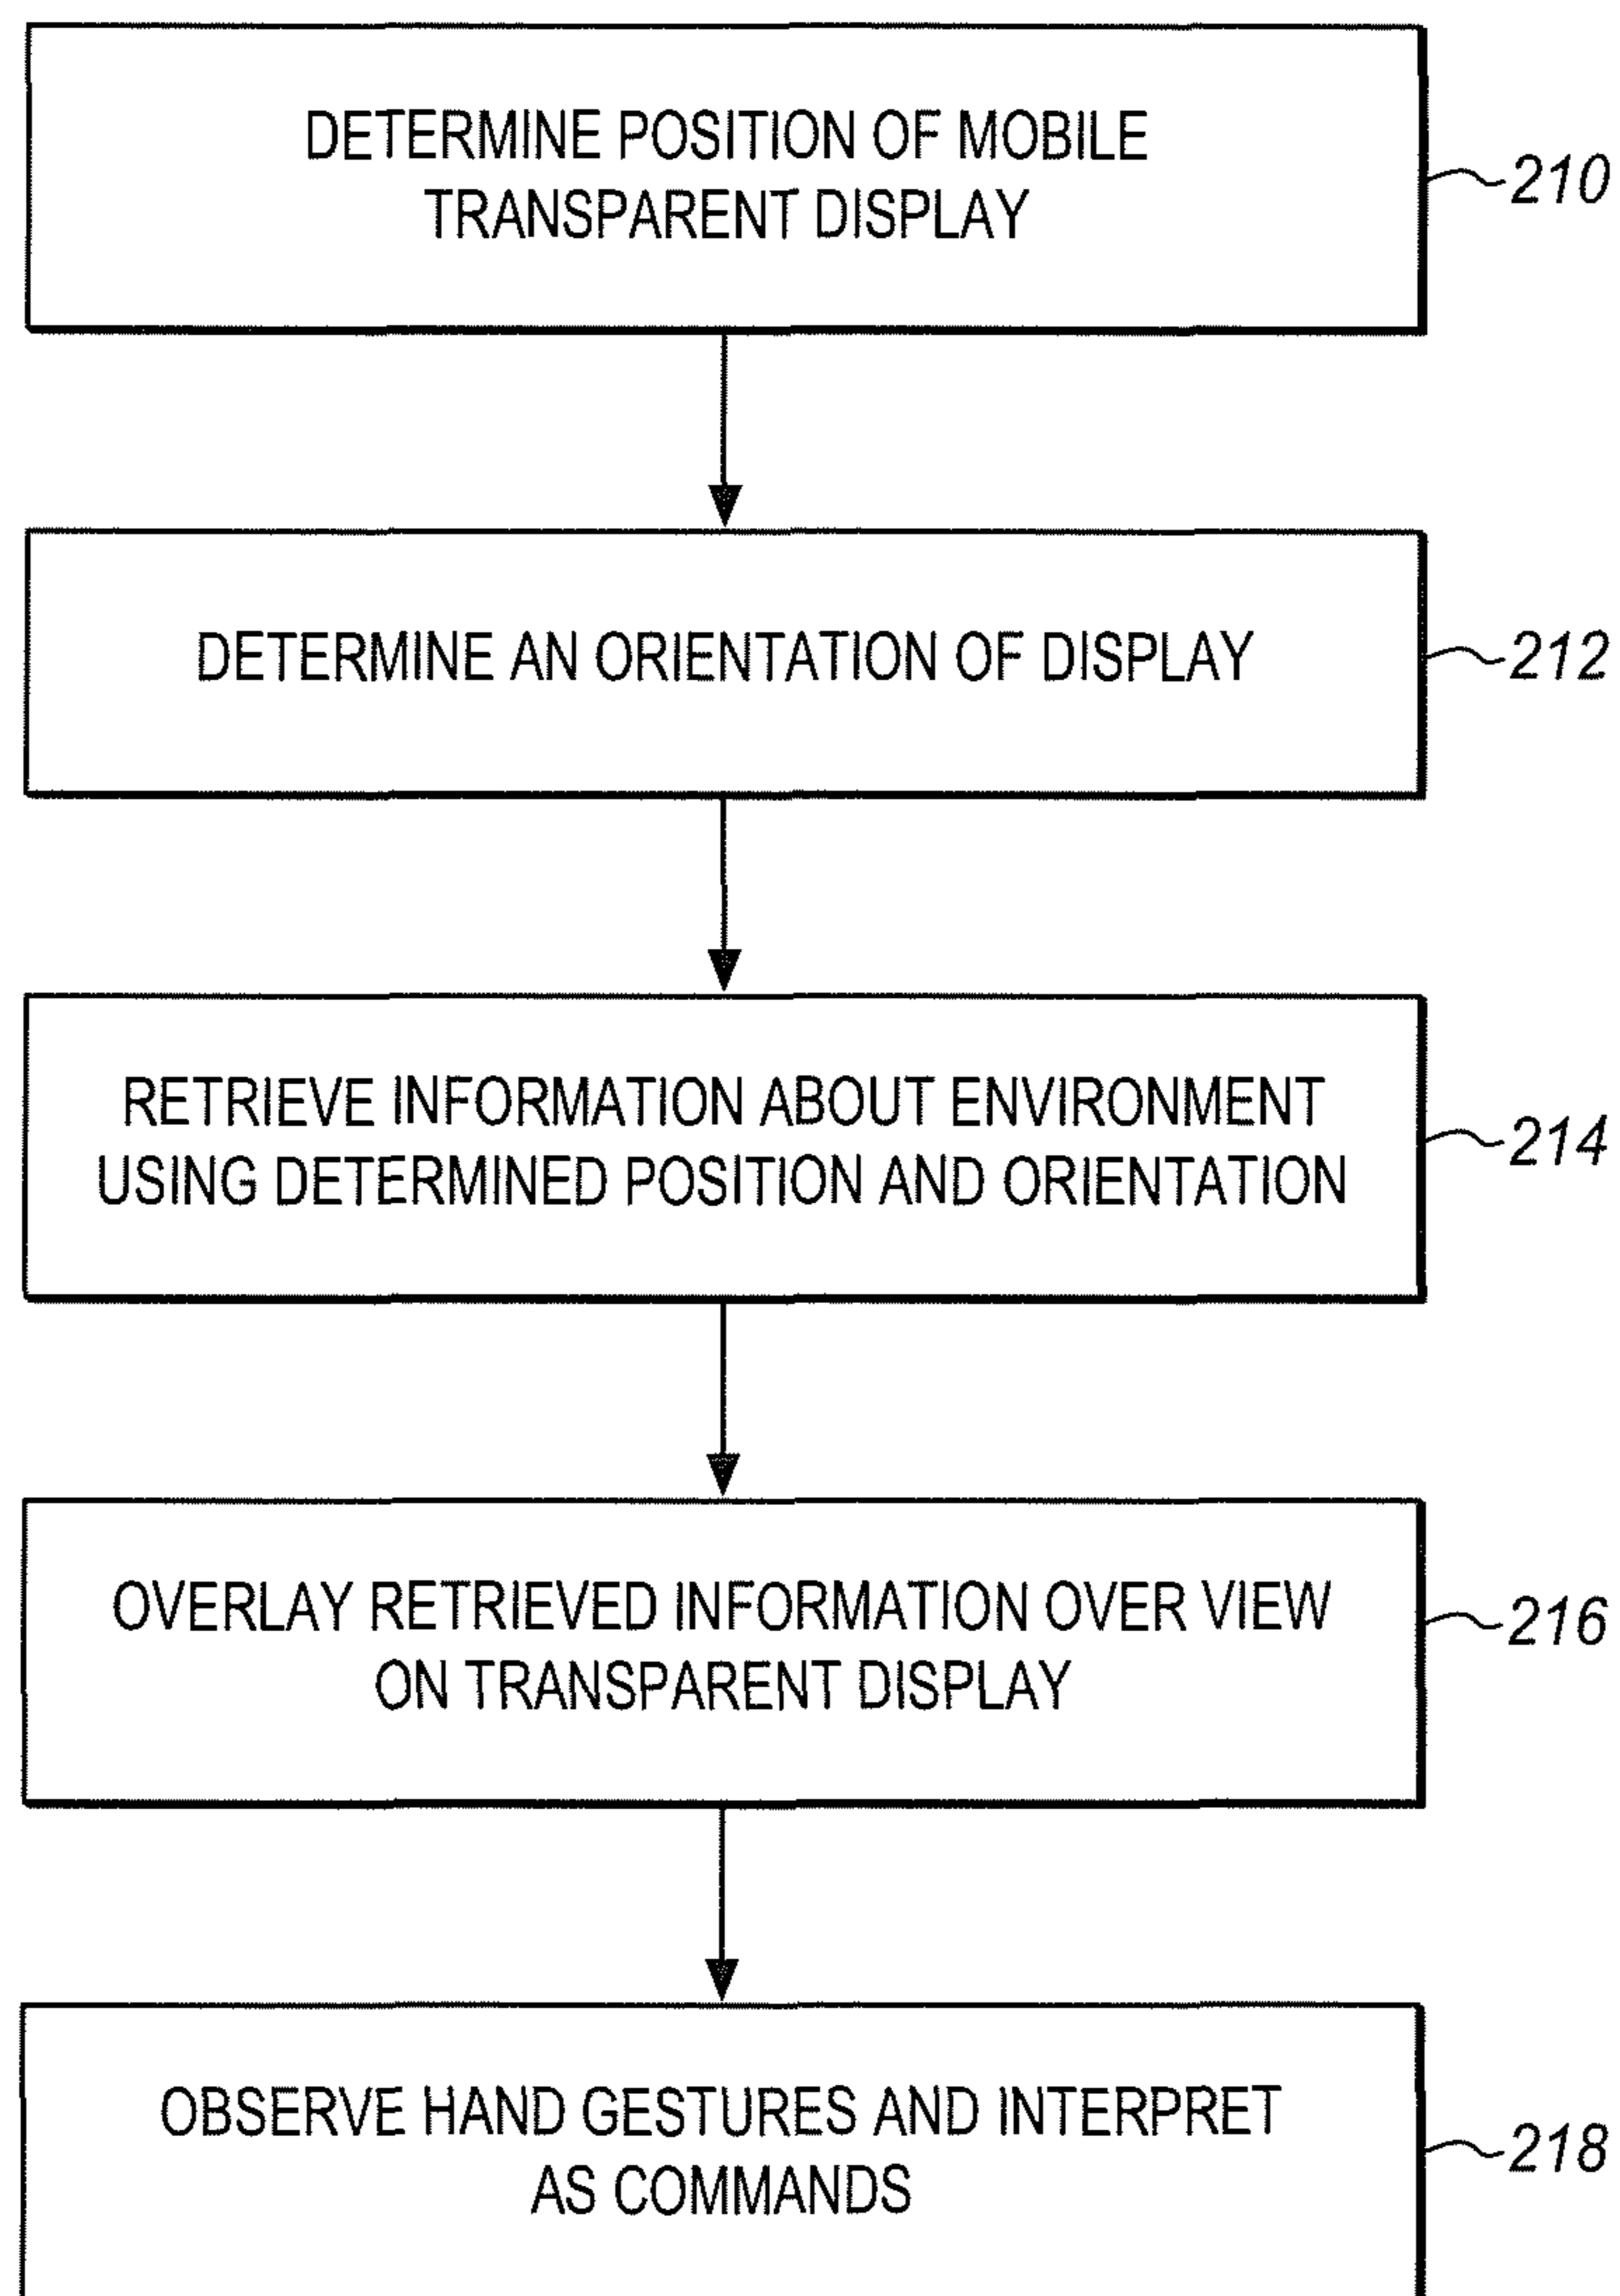 DETERMINE POSITION OF MOBILE
TRANSPARENT DISPLAY
210
DETERMINE AN ORIENTATION OF DISPLAY
212
RETRIEVE INFORMATION ABOUT ENVIRONMENT
USING DETERMINED POSITION AND ORIENTATION
214
OVERLAY RETRIEVED INFORMATION OVER VIEW
ON TRANSPARENT DISPLAY
216
OBSERVE HAND GESTURES AND INTERPRET
AS COMMANDS
218